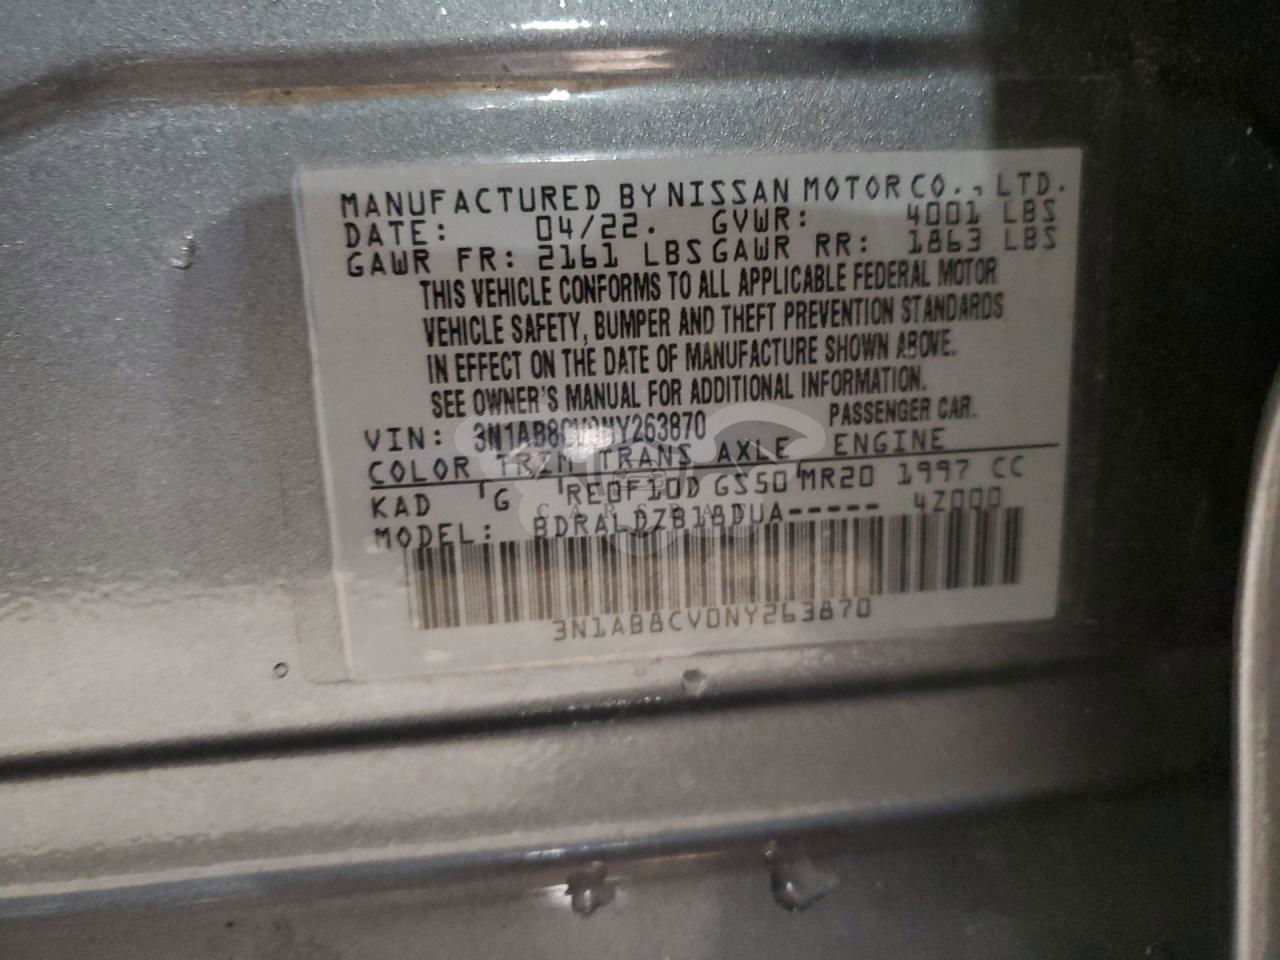 MANUFACTURED BY NISSAN MOTOR CO., LTD.
DATE: 04/22. GVWR: 4001 LBS
GAWR FR: 2161 LBS GAWR RR: 1863 LBS
THIS VEHICLE CONFORMS TO ALL APPLICABLE FEDERAL MOTOR
VEHICLE SAFETY, BUMPER AND THEFT PREVENTION STANDARDS
IN EFFECT ON THE DATE OF MANUFACTURE SHOWN ABOVE.
SEE OWNER'S MANUAL FOR ADDITIONAL INFORMATION.
VIN: 3N1AB8CV0NY263870 PASSENGER CAR.
COLOR TRIM TRANS AXLE ENGINE
KAD G RE0F10D GS50 MR20 1997 CC
MODEL: BDRALDZB18DUA----- 4Z000
3N1AB8CV0NY263870